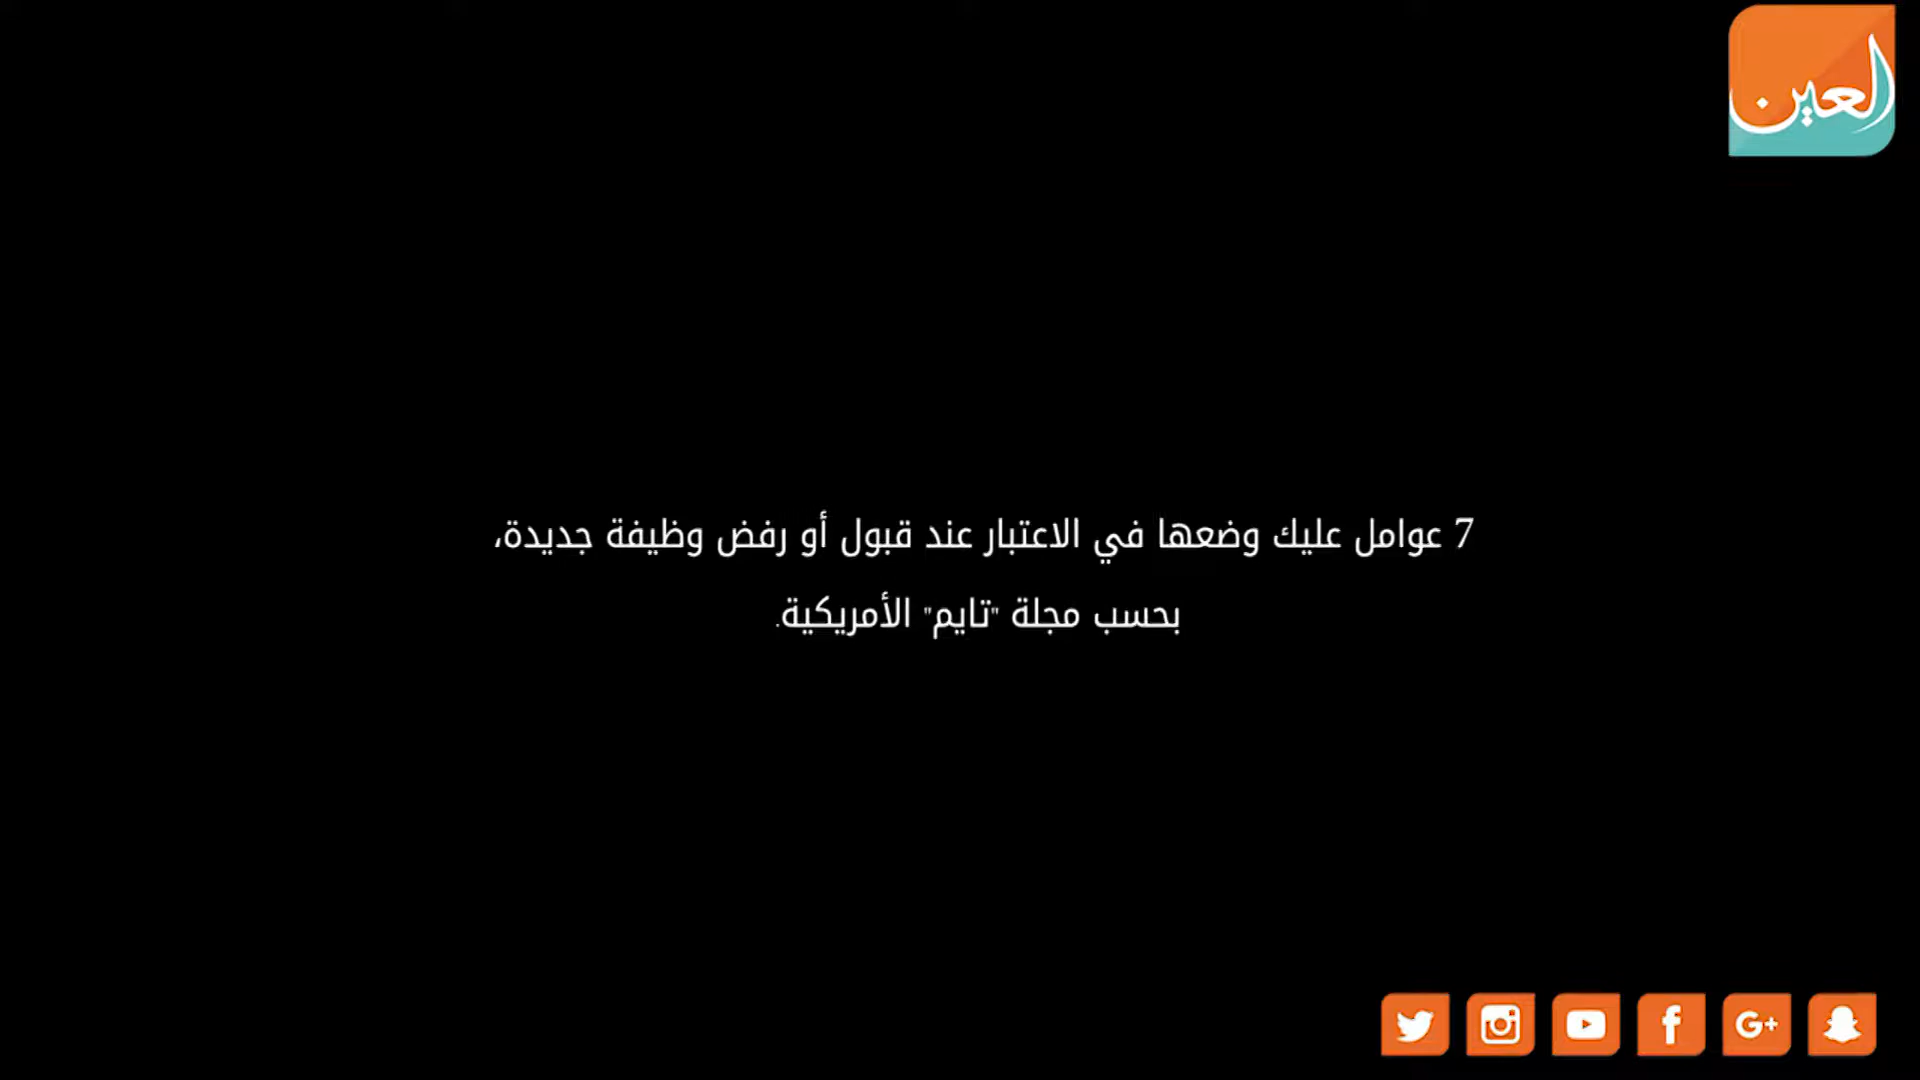 العين
7 عوامل عليك وضعها في الاعتبار عند قبول أو رفض وظيفة جديدة،
بحسب مجلة "تايم" الأمريكية.